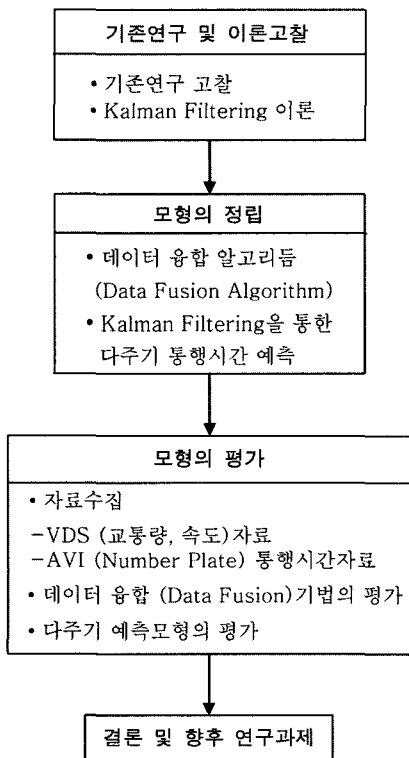 기존연구 및 이론고찰
• 기존연구 고찰
• Kalman Filtering 이론
모형의 정립
• 데이터 융합 알고리듬
(Data Fusion Algorithm)
• Kalman Filtering을 통한
다주기 통행시간 예측
모형의 평가
• 자료수집
-VDS (교통량, 속도)자료
-AVI (Number Plate) 통행시간자료
• 데이터 융합 (Data Fusion)기법의 평가
• 다주기 예측모형의 평가
결론 및 향후 연구과제